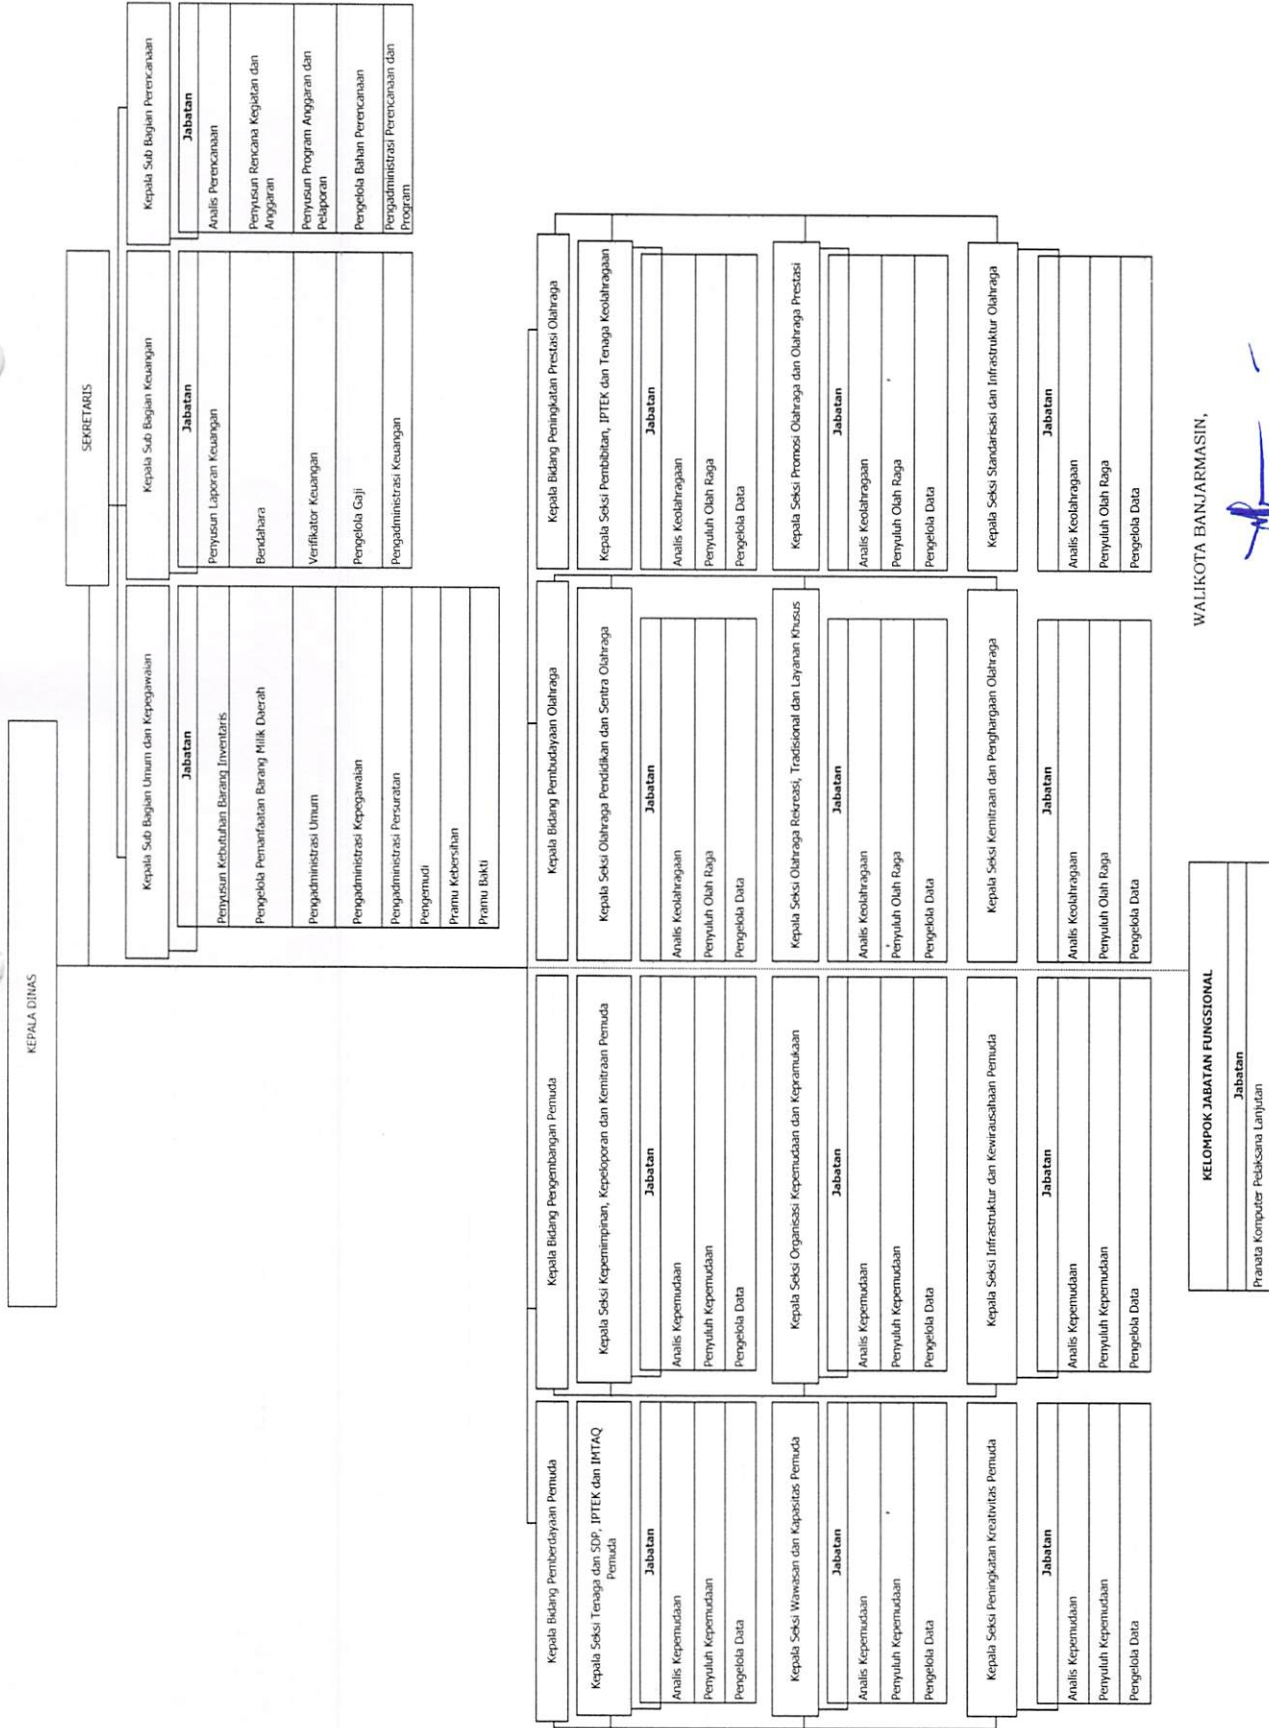 KEPALA DINAS
SEKRETARIS
Kepala Sub Bagian Umum dan Kepegawaian
Jabatan
Penyusun Kebutuhan Barang Inventaris
Pengelola Pemanfaatan Barang Milik Daerah
Pengadministrasi Umum
Pengadministrasi Kepegawaian
Pengadministrasi Persuratan
Pengemudi
Pramu Kebersihan
Pramu Bakti
Kepala Sub Bagian Keuangan
Jabatan
Penyusun Laporan Keuangan
Bendahara
Verifikator Keuangan
Pengelola Gaji
Pengadministrasi Keuangan
Kepala Sub Bagian Perencanaan
Jabatan
Analis Perencanaan
Penyusun Rencana Kegiatan dan
Anggaran
Penyusun Program Anggaran dan
Pelaporan
Pengelola Bahan Perencanaan
Pengadministrasi Perencanaan dan
Program
Kepala Bidang Pemberdayaan Pemuda
Kepala Seksi Tenaga dan SDP, IPTEK dan IMTAQ
Pemuda
Jabatan
Analis Kepemudaan
Penyuluh Kepemudaan
Pengelola Data
Kepala Seksi Wawasan dan Kapasitas Pemuda
Jabatan
Analis Kepemudaan
Penyuluh Kepemudaan
Pengelola Data
Kepala Seksi Peningkatan Kreativitas Pemuda
Jabatan
Analis Kepemudaan
Penyuluh Kepemudaan
Pengelola Data
Kepala Bidang Pengembangan Pemuda
Kepala Seksi Kepemimpinan, Kepeloporan dan Kemitraan Pemuda
Jabatan
Analis Kepemudaan
Penyuluh Kepemudaan
Pengelola Data
Kepala Seksi Organisasi Kepemudaan dan Kepramukaan
Jabatan
Analis Kepemudaan
Penyuluh Kepemudaan
Pengelola Data
Kepala Seksi Infrastruktur dan Kewirausahaan Pemuda
Jabatan
Analis Kepemudaan
Penyuluh Kepemudaan
Pengelola Data
Kepala Bidang Pembudayaan Olahraga
Kepala Seksi Olahraga Pendidikan dan Sentra Olahraga
Jabatan
Analis Keolahragaan
Penyuluh Olah Raga
Pengelola Data
Kepala Seksi Olahraga Rekreasi, Tradisional dan Layanan Khusus
Jabatan
Analis Keolahragaan
Penyuluh Olah Raga
Pengelola Data
Kepala Seksi Kemitraan dan Penghargaan Olahraga
Jabatan
Analis Keolahragaan
Penyuluh Olah Raga
Pengelola Data
Kepala Bidang Peningkatan Prestasi Olahraga
Kepala Seksi Pembibitan, IPTEK dan Tenaga Keolahragaan
Jabatan
Analis Keolahragaan
Penyuluh Olah Raga
Pengelola Data
Kepala Seksi Promosi Olahraga dan Olahraga Prestasi
Jabatan
Analis Keolahragaan
Penyuluh Olah Raga
Pengelola Data
Kepala Seksi Standarisasi dan Infrastruktur Olahraga
Jabatan
Analis Keolahragaan
Penyuluh Olah Raga
Pengelola Data
KELOMPOK JABATAN FUNGSIONAL
Jabatan
Pranata Komputer Pelaksana Lanjutan
WALIKOTA BANJARMASIN,